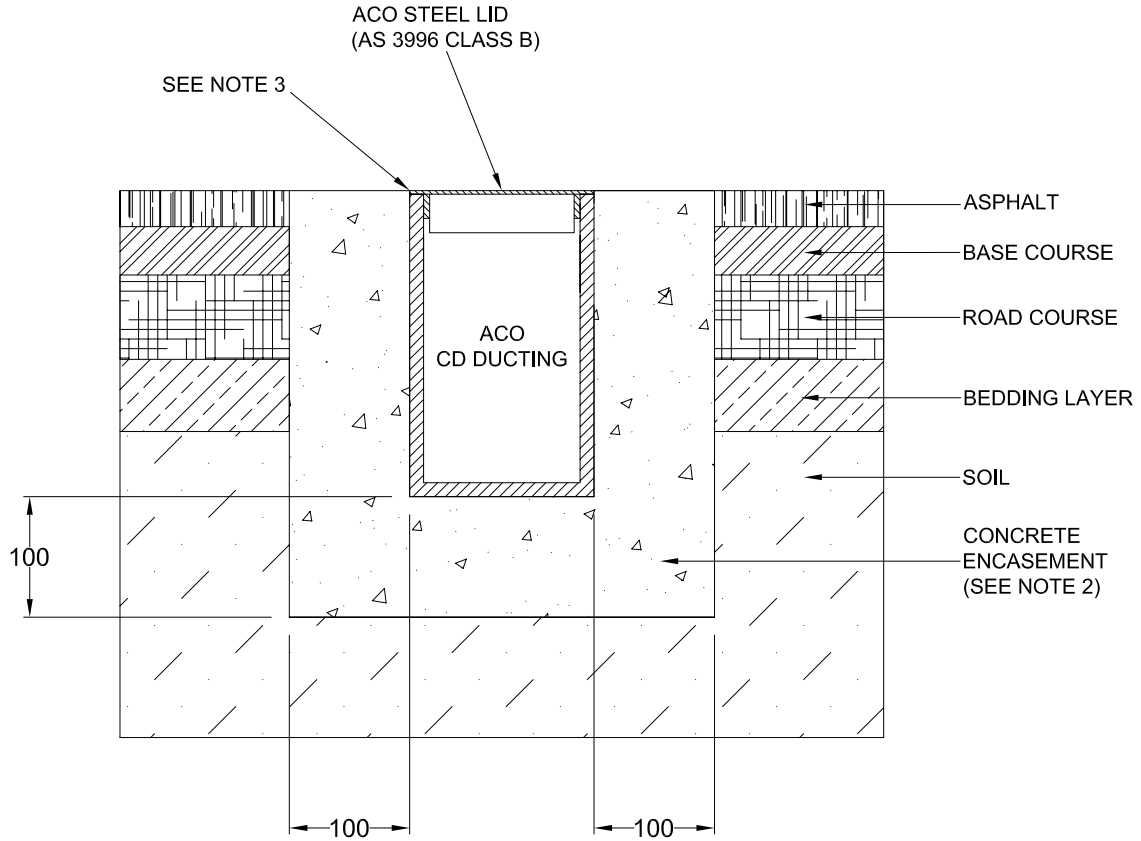 ACO STEEL LID
(AS 3996 CLASS B)
SEE NOTE 3
ASPHALT
BASE COURSE
ROAD COURSE
ACO
CD DUCTING
BEDDING LAYER
SOIL
CONCRETE
ENCASEMENT
(SEE NOTE 2)
100
100
100